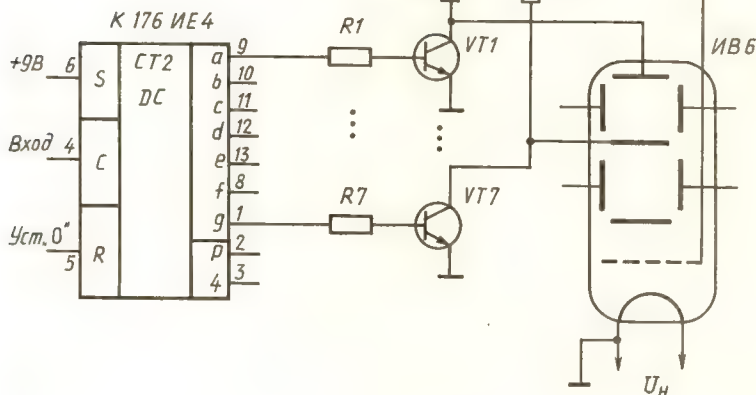 К 176 ИЕ4
+9В 6 S
Вход 4 C
Уст. "0" 5 R
CT2
DC
a 9
b 10
c 11
d 12
e 13
f 8
g 1
p 2
4 3
R1
VT1
R7
VT7
ИВ6
Uн